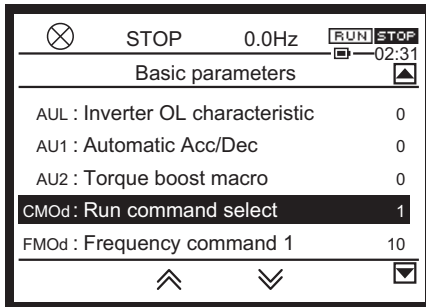 STOP 0.0Hz RUN STOP
02:31
Basic parameters
AUL : Inverter OL characteristic 0
AU1 : Automatic Acc/Dec 0
AU2 : Torque boost macro 0
CMOd : Run command select 1
FMOd : Frequency command 1 10